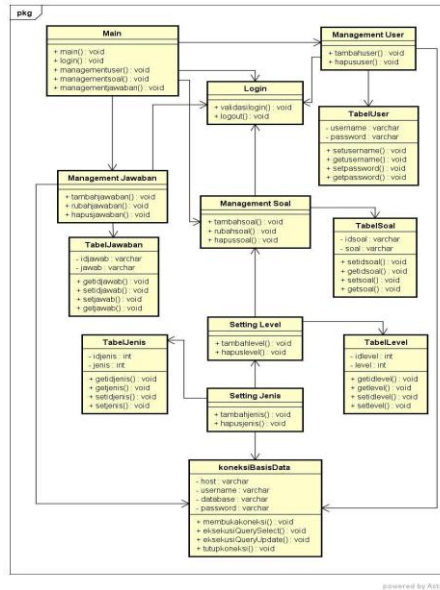 pkg
Main
+ main() : void
+ login() : void
+ managementuser() : void
+ managementsoal() : void
+ managementjawaban() : void
Management User
+ tambahuser() : void
+ hapususer() : void
Login
+ validasilogin() : void
+ logout() : void
TabelUser
- username : varchar
- password : varchar
+ setusername() : void
+ getusername() : void
+ setpassword() : void
+ getpassword() : void
Management Jawaban
+ tambahjawaban() : void
+ rubahjawaban() : void
+ hapusjawaban() : void
Management Soal
+ tambahsoal() : void
+ rubahsoal() : void
+ hapussoal() : void
TabelSoal
- idsoal : varchar
- soal : varchar
+ setidsoal() : void
+ getidsoal() : void
+ setsoal() : void
+ getsoal() : void
TabelJawaban
- idjawab : varchar
- jawab : varchar
+ getidjawab() : void
+ setidjawab() : void
+ setjawab() : void
+ getjawab() : void
Setting Level
+ tambahlevel() : void
+ hapuslevel() : void
TabelJenis
- idjenis : int
- jenis : int
+ getidjenis() : void
+ getjenis() : void
+ setidjenis() : void
+ setjenis() : void
TabelLevel
- idlevel : int
- level : int
+ getidlevel() : void
+ getlevel() : void
+ setidlevel() : void
+ setlevel() : void
Setting Jenis
+ tambahjenis() : void
+ hapusjenis() : void
koneksiBasisData
- host : varchar
- username : varchar
- database : varchar
- password : varchar
+ membukakoneksi() : void
+ eksekusiQuerySelect() : void
+ eksekusiQueryUpdate() : void
+ tutupkoneksi() : void
powered by Ast